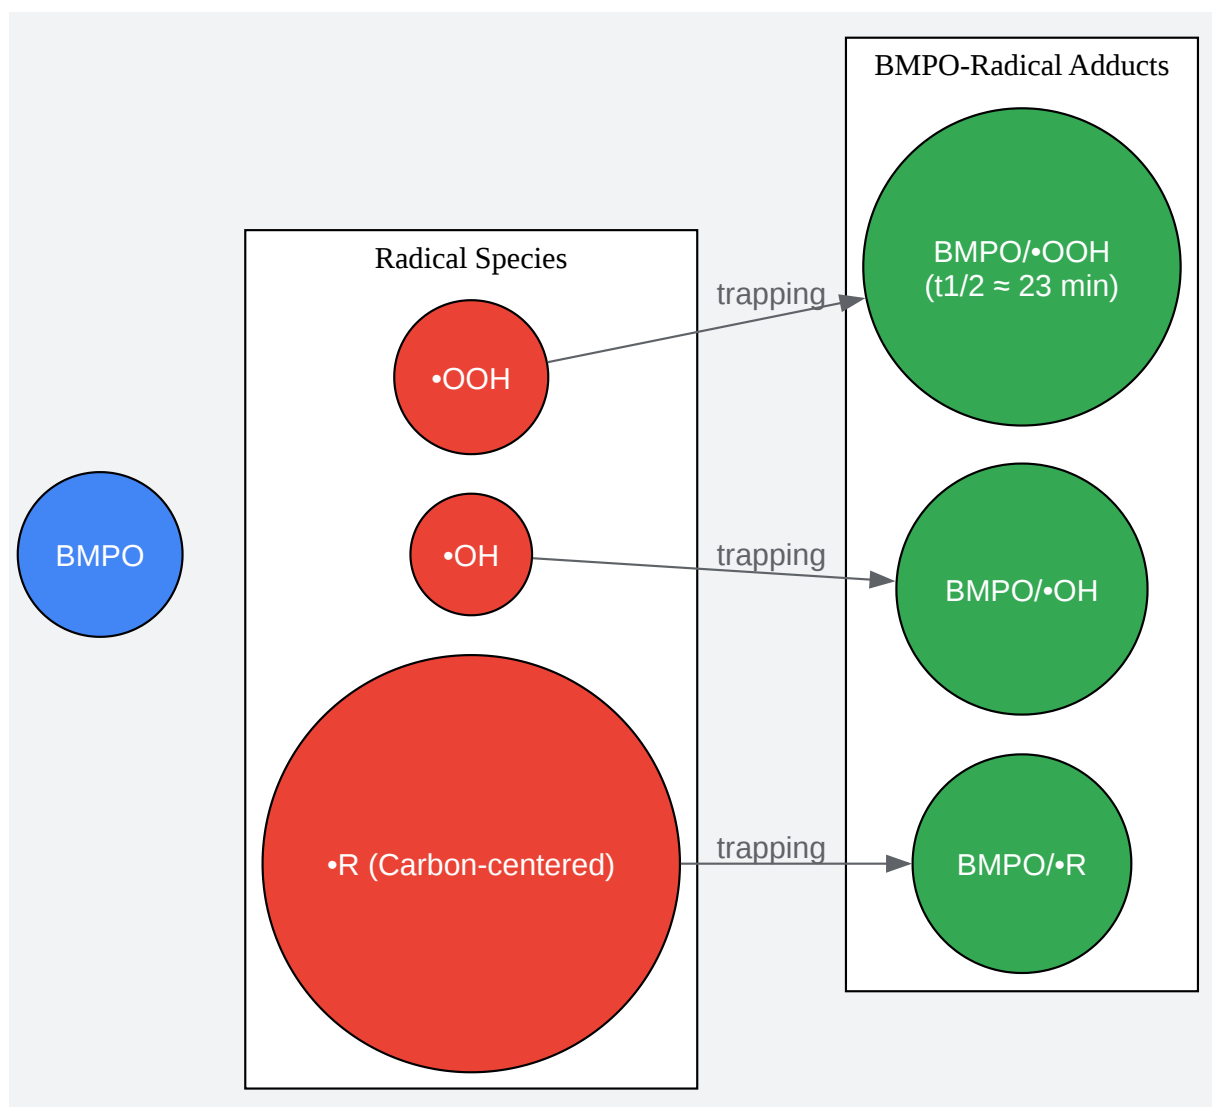 BMPO-Radical Adducts
BMPO/•OOH
(t1/2 ≈ 23 min)
Radical Species
trapping
•OOH
BMPO
•OH
trapping
BMPO/•OH
•R (Carbon-centered)
trapping
BMPO/•R